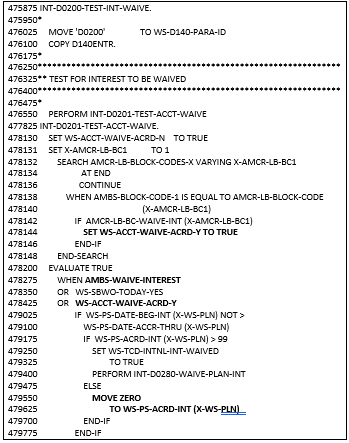 475875 INT-D0200-TEST-INT-WAIVE.
475950*
476025 MOVE 'D0200' TO WS-D140-PARA-ID
476100 COPY D140ENTR.
476175*
476250******************************************************************
476325** TEST FOR INTEREST TO BE WAIVED
476400******************************************************************
476475*
476550 PERFORM INT-D0201-TEST-ACCT-WAIVE
477825 INT-D0201-TEST-ACCT-WAIVE.
478130 SET WS-ACCT-WAIVE-ACRD-N TO TRUE
478131 SET X-AMCR-LB-BC1 TO 1
478132 SEARCH AMCR-LB-BLOCK-CODES-X VARYING X-AMCR-LB-BC1
478134 AT END
478136 CONTINUE
478138 WHEN AMBS-BLOCK-CODE-1 IS EQUAL TO AMCR-LB-BLOCK-CODE
478140 (X-AMCR-LB-BC1)
478142 IF AMCR-LB-BC-WAIVE-INT (X-AMCR-LB-BC1)
478144 SET WS-ACCT-WAIVE-ACRD-Y TO TRUE
478146 END-IF
478148 END-SEARCH
478200 EVALUATE TRUE
478275 WHEN AMBS-WAIVE-INTEREST
478350 OR WS-SBWO-TODAY-YES
478425 OR WS-ACCT-WAIVE-ACRD-Y
479025 IF WS-PS-DATE-BEG-INT (X-WS-PLN) NOT >
479100 WS-PS-DATE-ACCR-THRU (X-WS-PLN)
479175 IF WS-PS-ACRD-INT (X-WS-PLN) > 99
479250 SET WS-TCD-INTNL-INT-WAIVED
479325 TO TRUE
479400 PERFORM INT-D0280-WAIVE-PLAN-INT
479475 ELSE
479550 MOVE ZERO
479625 TO WS-PS-ACRD-INT (X-WS-PLN)
479700 END-IF
479775 END-IF